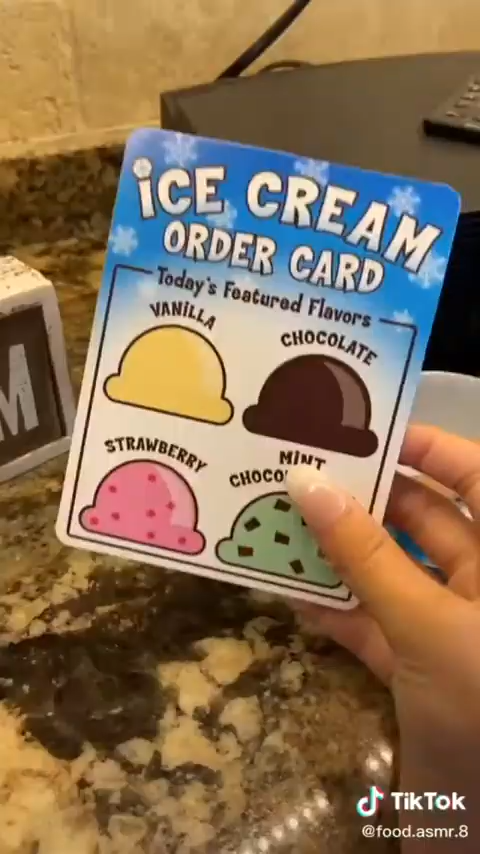 ICE CREAM
ORDER CARD
Today's Featured Flavors
VANILLA
CHOCOLATE
STRAWBERRY
MINT
M
TikTok
@food.asmr.8